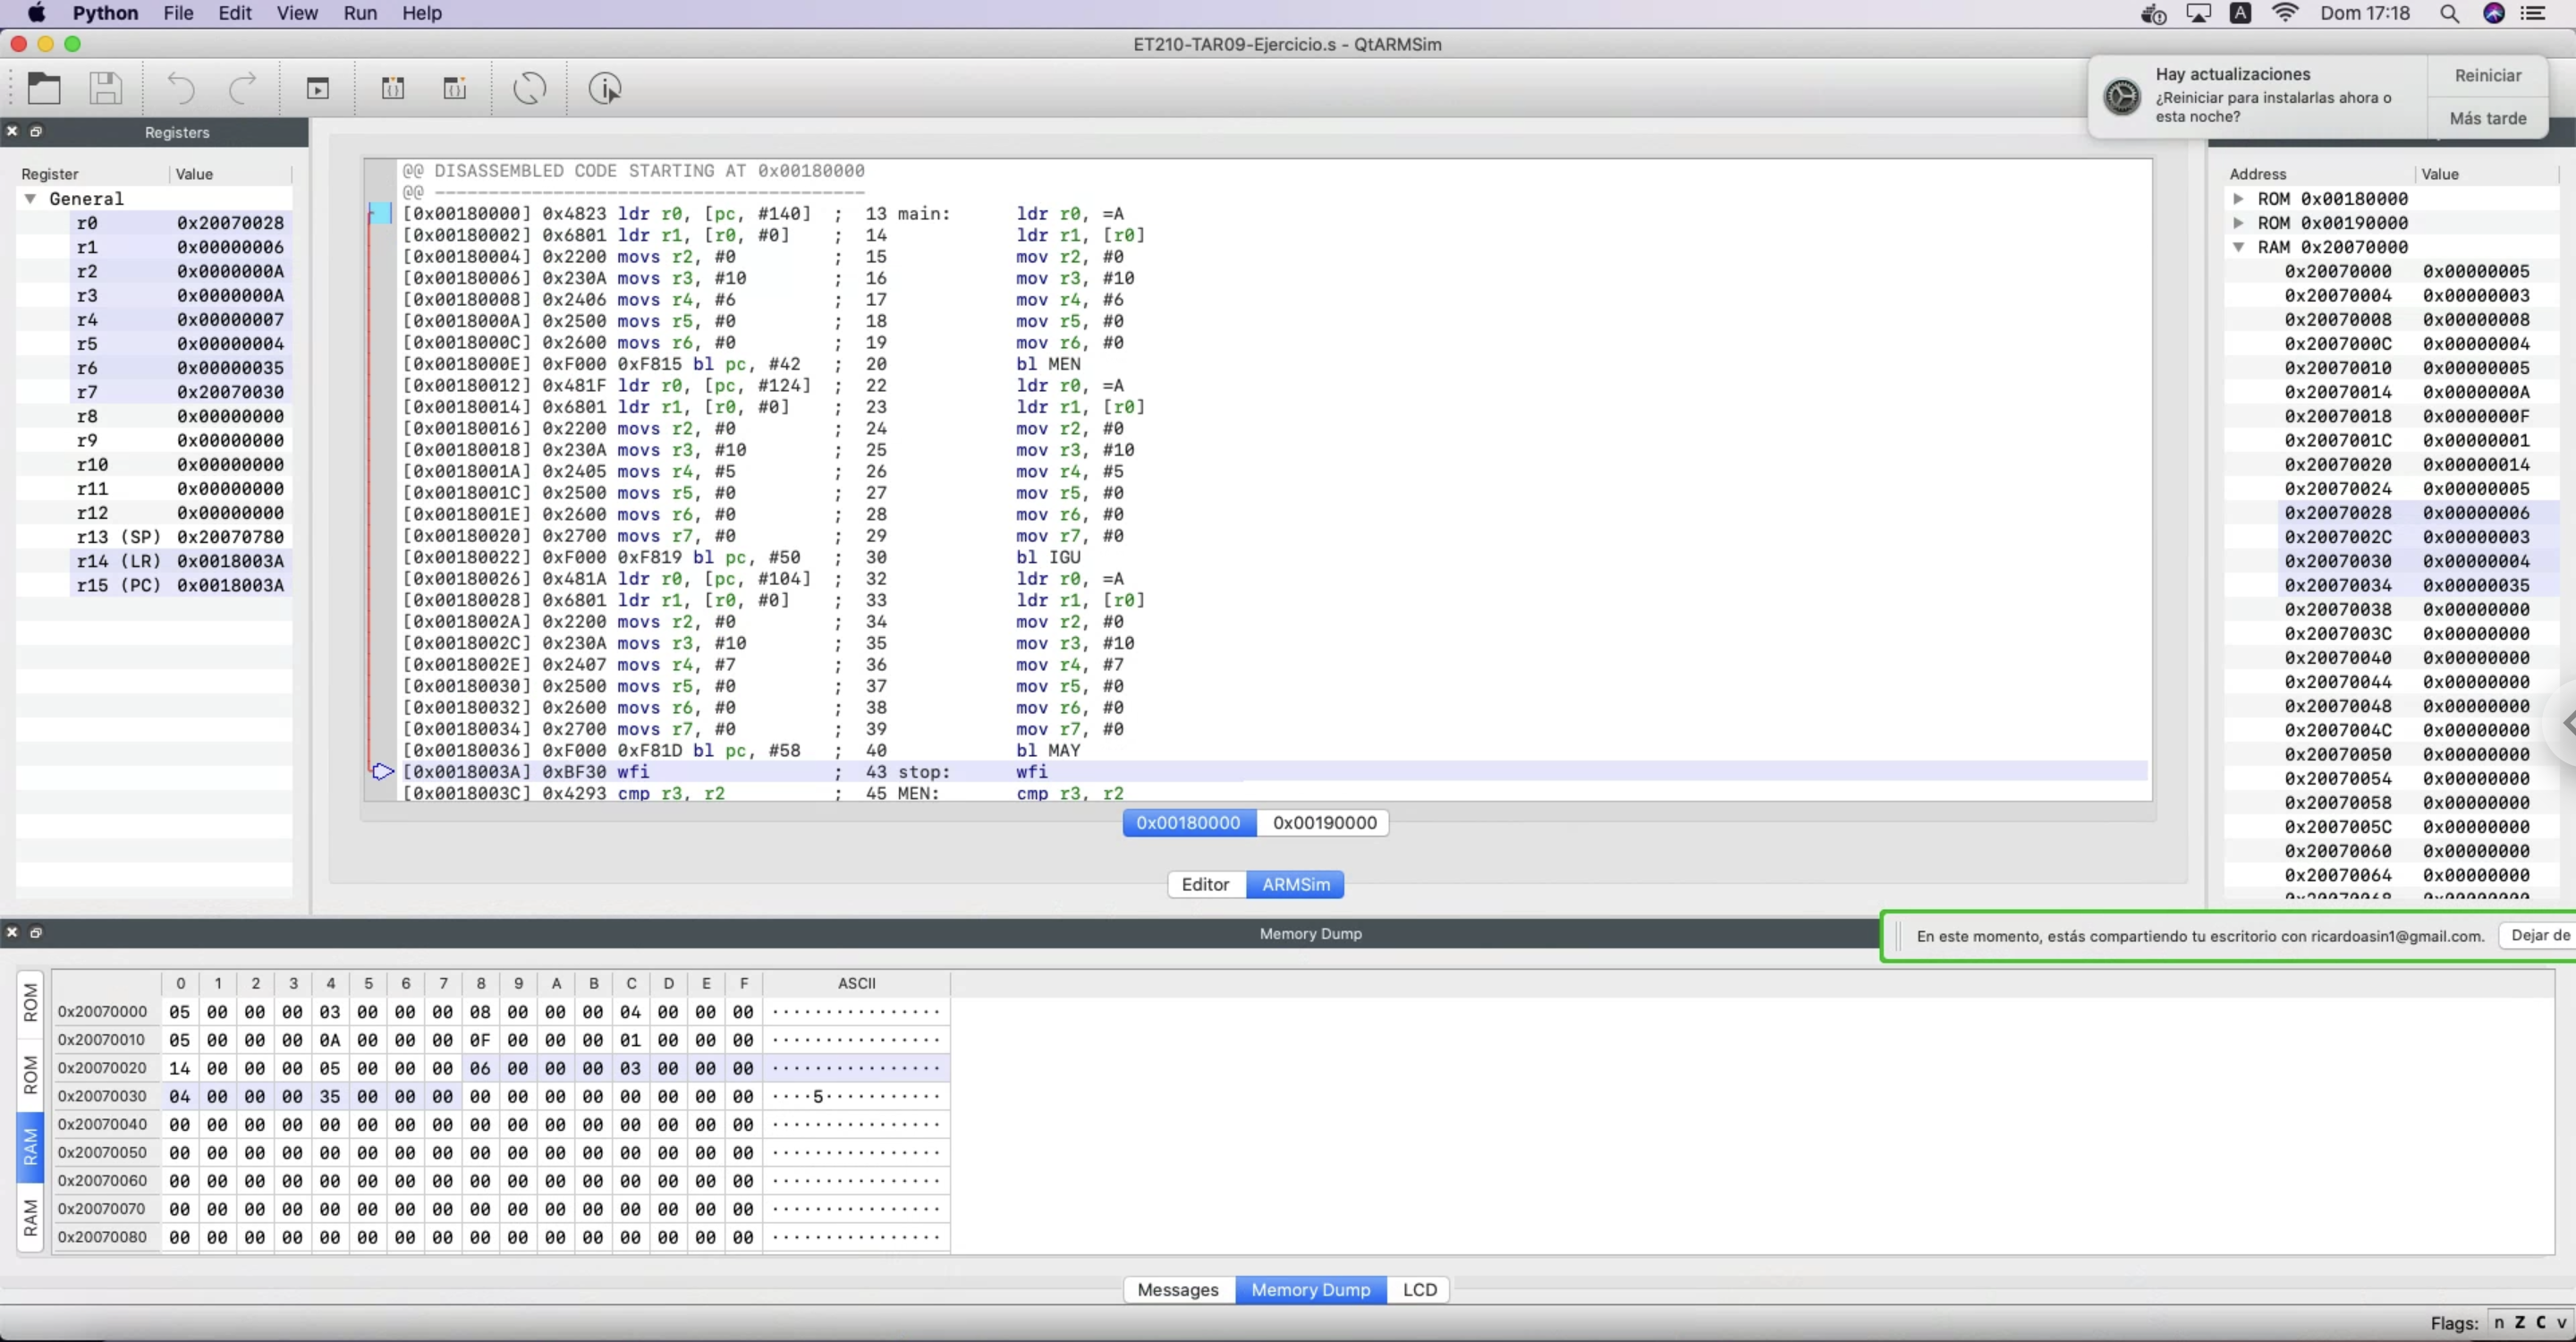 Python File Edit View Run Help
A Dom 17:18
ET210-TAR09-Ejercicio.s - QtARMSim
Hay actualizaciones
¿Reiniciar para instalarlas ahora o
esta noche?
Reiniciar
Más tarde
Registers
Register Value
General
r0 0x20070028
r1 0x00000006
r2 0x0000000A
r3 0x0000000A
r4 0x00000007
r5 0x00000004
r6 0x00000035
r7 0x20070030
r8 0x00000000
r9 0x00000000
r10 0x00000000
r11 0x00000000
r12 0x00000000
r13 (SP) 0x20070780
r14 (LR) 0x0018003A
r15 (PC) 0x0018003A
@@ DISASSEMBLED CODE STARTING AT 0x00180000
@@ ----------------------------------------
[0x00180000] 0x4823 ldr r0, [pc, #140] ; 13 main: ldr r0, =A
[0x00180002] 0x6801 ldr r1, [r0, #0] ; 14 ldr r1, [r0]
[0x00180004] 0x2200 movs r2, #0 ; 15 mov r2, #0
[0x00180006] 0x230A movs r3, #10 ; 16 mov r3, #10
[0x00180008] 0x2406 movs r4, #6 ; 17 mov r4, #6
[0x0018000A] 0x2500 movs r5, #0 ; 18 mov r5, #0
[0x0018000C] 0x2600 movs r6, #0 ; 19 mov r6, #0
[0x0018000E] 0xF000 0xF815 bl pc, #42 ; 20 bl MEN
[0x00180012] 0x481F ldr r0, [pc, #124] ; 22 ldr r0, =A
[0x00180014] 0x6801 ldr r1, [r0, #0] ; 23 ldr r1, [r0]
[0x00180016] 0x2200 movs r2, #0 ; 24 mov r2, #0
[0x00180018] 0x230A movs r3, #10 ; 25 mov r3, #10
[0x0018001A] 0x2405 movs r4, #5 ; 26 mov r4, #5
[0x0018001C] 0x2500 movs r5, #0 ; 27 mov r5, #0
[0x0018001E] 0x2600 movs r6, #0 ; 28 mov r6, #0
[0x00180020] 0x2700 movs r7, #0 ; 29 mov r7, #0
[0x00180022] 0xF000 0xF819 bl pc, #50 ; 30 bl IGU
[0x00180026] 0x481A ldr r0, [pc, #104] ; 32 ldr r0, =A
[0x00180028] 0x6801 ldr r1, [r0, #0] ; 33 ldr r1, [r0]
[0x0018002A] 0x2200 movs r2, #0 ; 34 mov r2, #0
[0x0018002C] 0x230A movs r3, #10 ; 35 mov r3, #10
[0x0018002E] 0x2407 movs r4, #7 ; 36 mov r4, #7
[0x00180030] 0x2500 movs r5, #0 ; 37 mov r5, #0
[0x00180032] 0x2600 movs r6, #0 ; 38 mov r6, #0
[0x00180034] 0x2700 movs r7, #0 ; 39 mov r7, #0
[0x00180036] 0xF000 0xF81D bl pc, #58 ; 40 bl MAY
[0x0018003A] 0xBF30 wfi ; 43 stop: wfi
[0x0018003C] 0x4293 cmp r3, r2 ; 45 MEN: cmp r3, r2
0x00180000 0x00190000
Editor ARMSim
Address Value
ROM 0x00180000
ROM 0x00190000
RAM 0x20070000
0x20070000 0x00000005
0x20070004 0x00000003
0x20070008 0x00000008
0x2007000C 0x00000004
0x20070010 0x00000005
0x20070014 0x0000000A
0x20070018 0x0000000F
0x2007001C 0x00000001
0x20070020 0x00000014
0x20070024 0x00000005
0x20070028 0x00000006
0x2007002C 0x00000003
0x20070030 0x00000004
0x20070034 0x00000035
0x20070038 0x00000000
0x2007003C 0x00000000
0x20070040 0x00000000
0x20070044 0x00000000
0x20070048 0x00000000
0x2007004C 0x00000000
0x20070050 0x00000000
0x20070054 0x00000000
0x20070058 0x00000000
0x2007005C 0x00000000
0x20070060 0x00000000
0x20070064 0x00000000
Memory Dump
En este momento, estás compartiendo tu escritorio con ricardoasin1@gmail.com. Dejar de
ROM
ROM
RAM
RAM
0 1 2 3 4 5 6 7 8 9 A B C D E F ASCII
0x20070000 05 00 00 00 03 00 00 00 08 00 00 00 04 00 00 00 ················
0x20070010 05 00 00 00 0A 00 00 00 0F 00 00 00 01 00 00 00 ················
0x20070020 14 00 00 00 05 00 00 00 06 00 00 00 03 00 00 00 ················
0x20070030 04 00 00 00 35 00 00 00 00 00 00 00 00 00 00 00 ····5···········
0x20070040 00 00 00 00 00 00 00 00 00 00 00 00 00 00 00 00 ················
0x20070050 00 00 00 00 00 00 00 00 00 00 00 00 00 00 00 00 ················
0x20070060 00 00 00 00 00 00 00 00 00 00 00 00 00 00 00 00 ················
0x20070070 00 00 00 00 00 00 00 00 00 00 00 00 00 00 00 00 ················
0x20070080 00 00 00 00 00 00 00 00 00 00 00 00 00 00 00 00 ················
Messages Memory Dump LCD
Flags: n Z C v